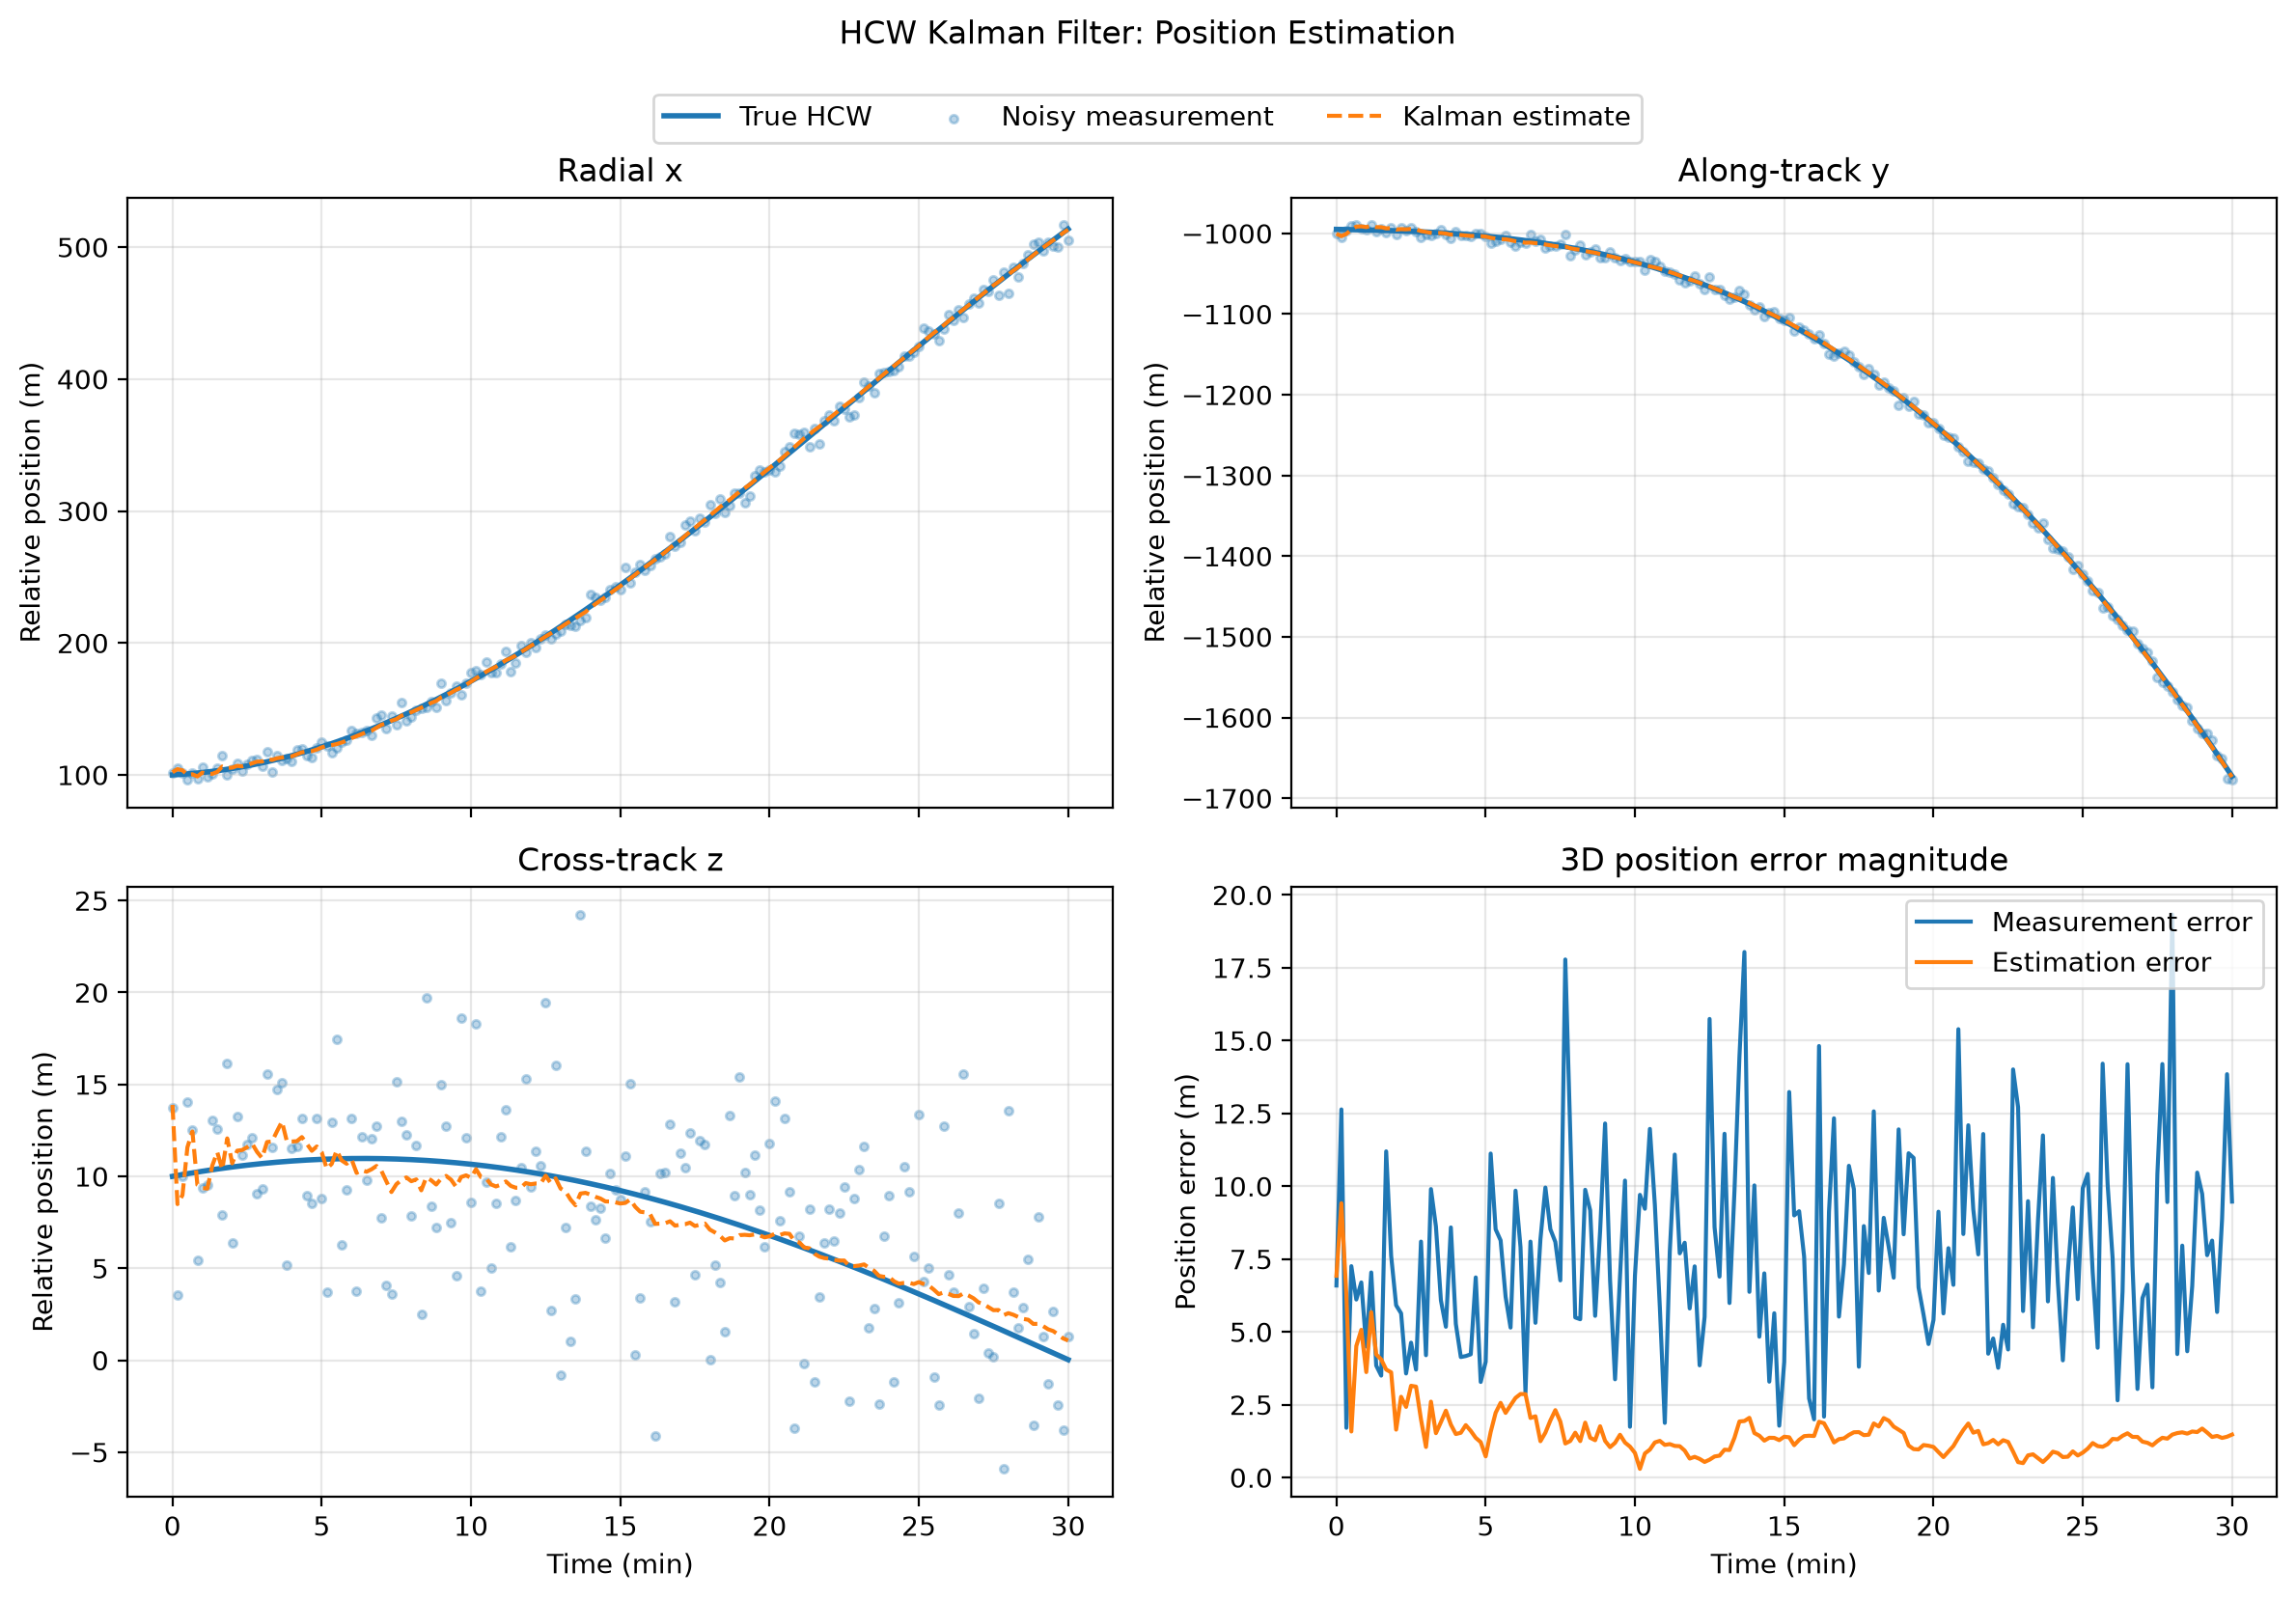 HCW Kalman Filter: Position Estimation
True HCW
Noisy measurement
Kalman estimate
Radial x
Relative position (m)
500
400
300
200
100
Along-track y
Relative position (m)
−1000
−1100
−1200
−1300
−1400
−1500
−1600
−1700
Cross-track z
Relative position (m)
25
20
15
10
5
0
−5
0 5 10 15 20 25 30
Time (min)
3D position error magnitude
Position error (m)
20.0
17.5
15.0
12.5
10.0
7.5
5.0
2.5
0.0
Measurement error
Estimation error
0 5 10 15 20 25 30
Time (min)